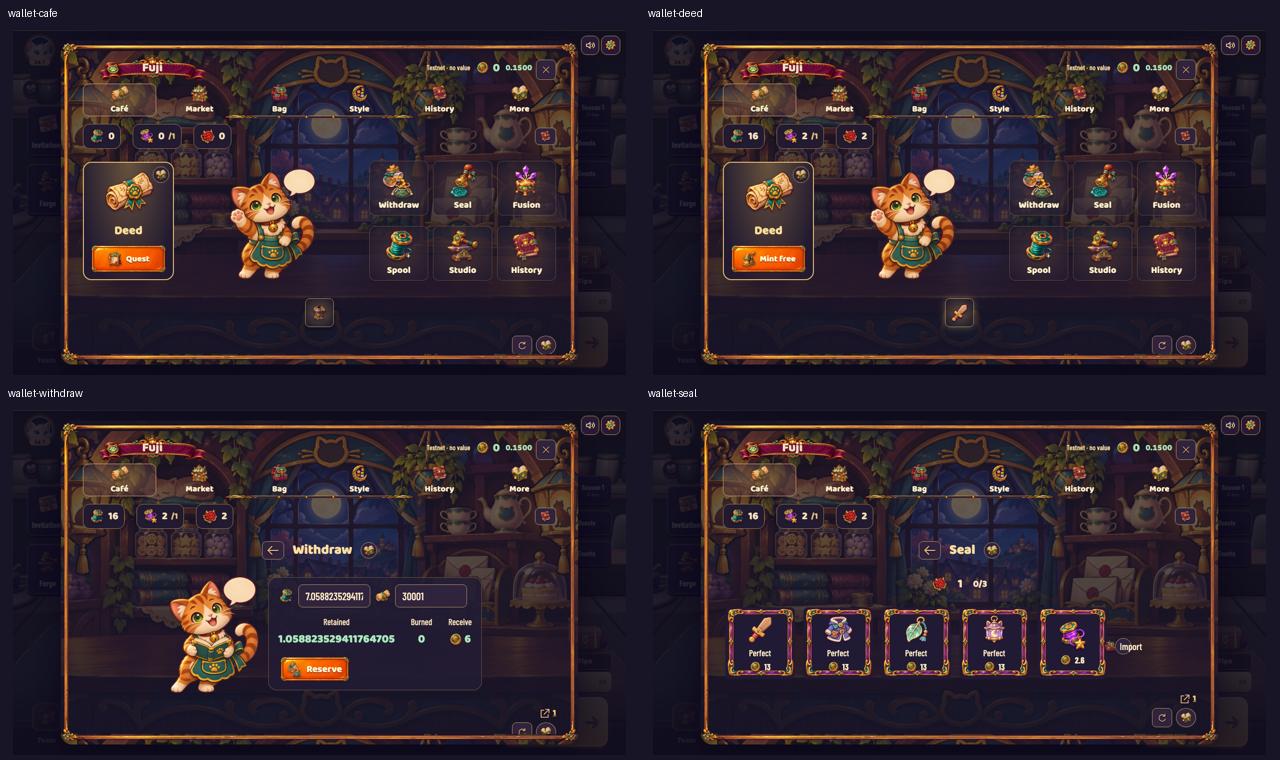 wallet-cafe
Fuji
Testnet · no value 0 0.1500
Café Market Bag Style History More
0 0 /1 0
Deed
Quest
Withdraw Seal Fusion
Spool Studio History
wallet-deed
Fuji
Testnet · no value 0 0.1500
Café Market Bag Style History More
16 2 /1 2
Deed
Mint free
Withdraw Seal Fusion
Spool Studio History
wallet-withdraw
Fuji
Testnet · no value 0 0.1500
Café Market Bag Style History More
16 2 /1 2
Withdraw
30001
Retained Burned Receive
1.058823529411764705 0 6
Reserve
1
wallet-seal
Fuji
Testnet · no value 0 0.1500
Café Market Bag Style History More
16 2 /1 2
Seal
1 0/3
Perfect Perfect Perfect Perfect
13 13 13 13 2.6
Import
1